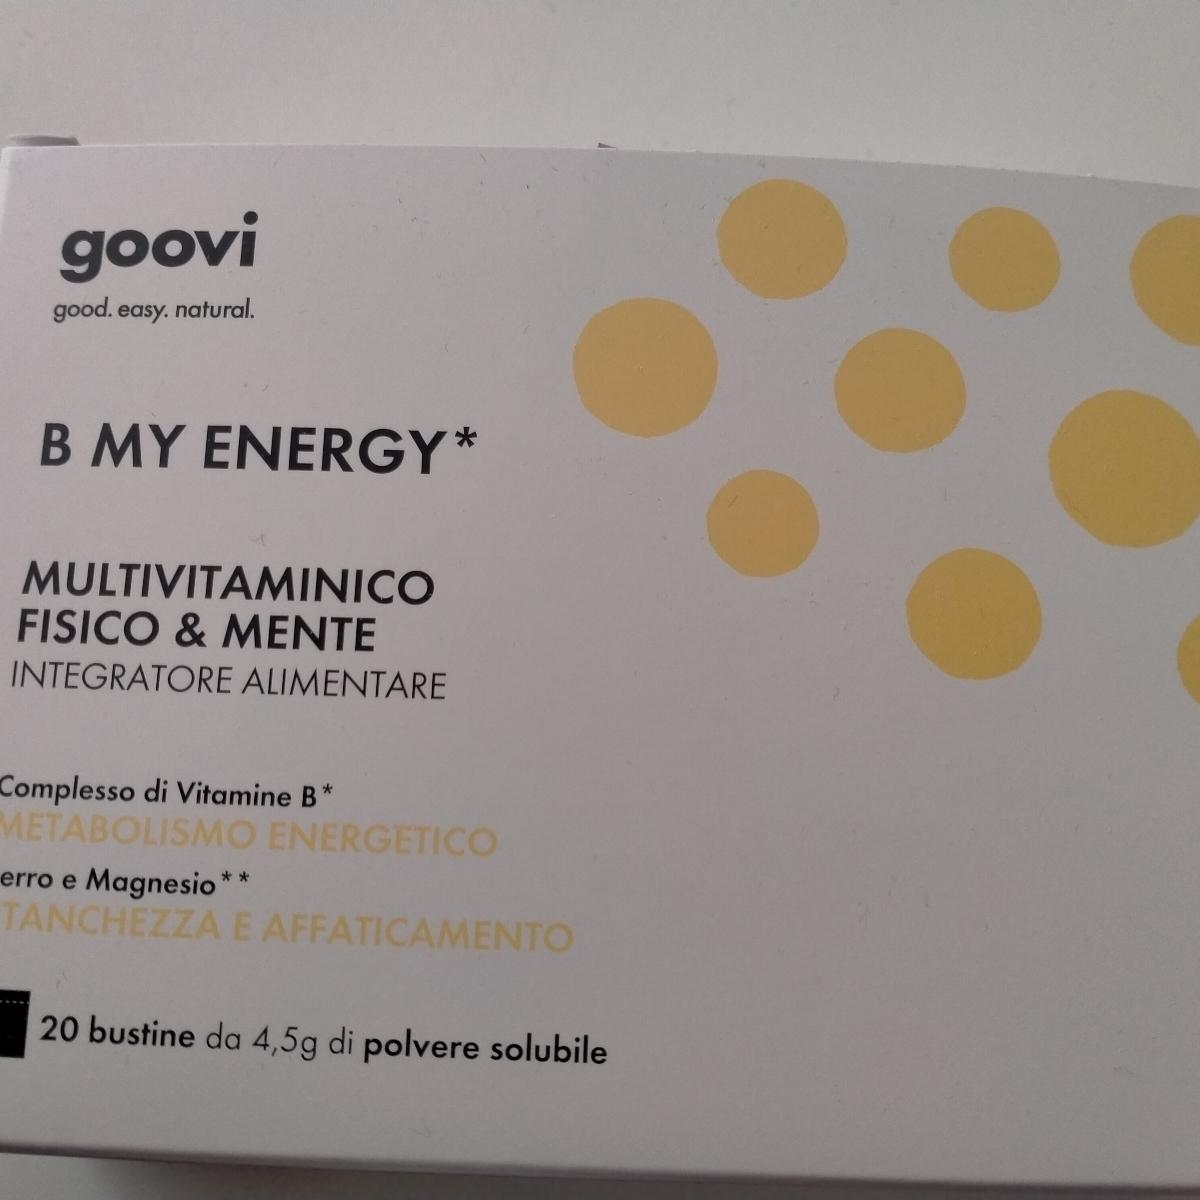 goovi
good. easy. natural.
B MY ENERGY*
MULTIVITAMINICO
FISICO & MENTE
INTEGRATORE ALIMENTARE
Complesso di Vitamine B*
METABOLISMO ENERGETICO
erro e Magnesio**
TANCHEZZA E AFFATICAMENTO
20 bustine da 4,5g di polvere solubile